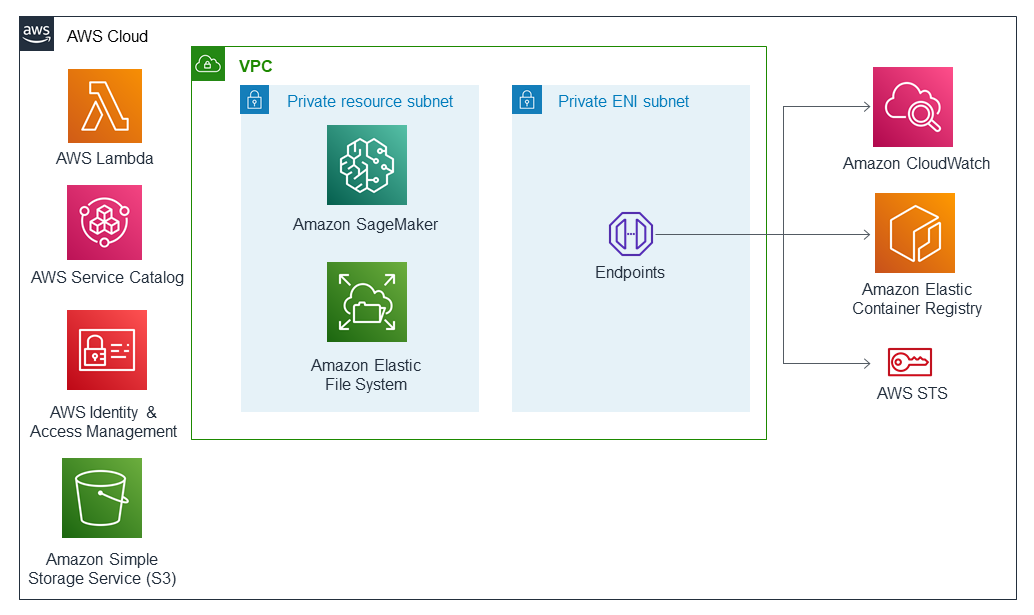 aws
AWS Cloud
AWS Lambda
AWS Service Catalog
AWS Identity &
Access Management
Amazon Simple
Storage Service (S3)
VPC
Private resource subnet
Amazon SageMaker
Amazon Elastic
File System
Private ENI subnet
Endpoints
Amazon CloudWatch
Amazon Elastic
Container Registry
AWS STS